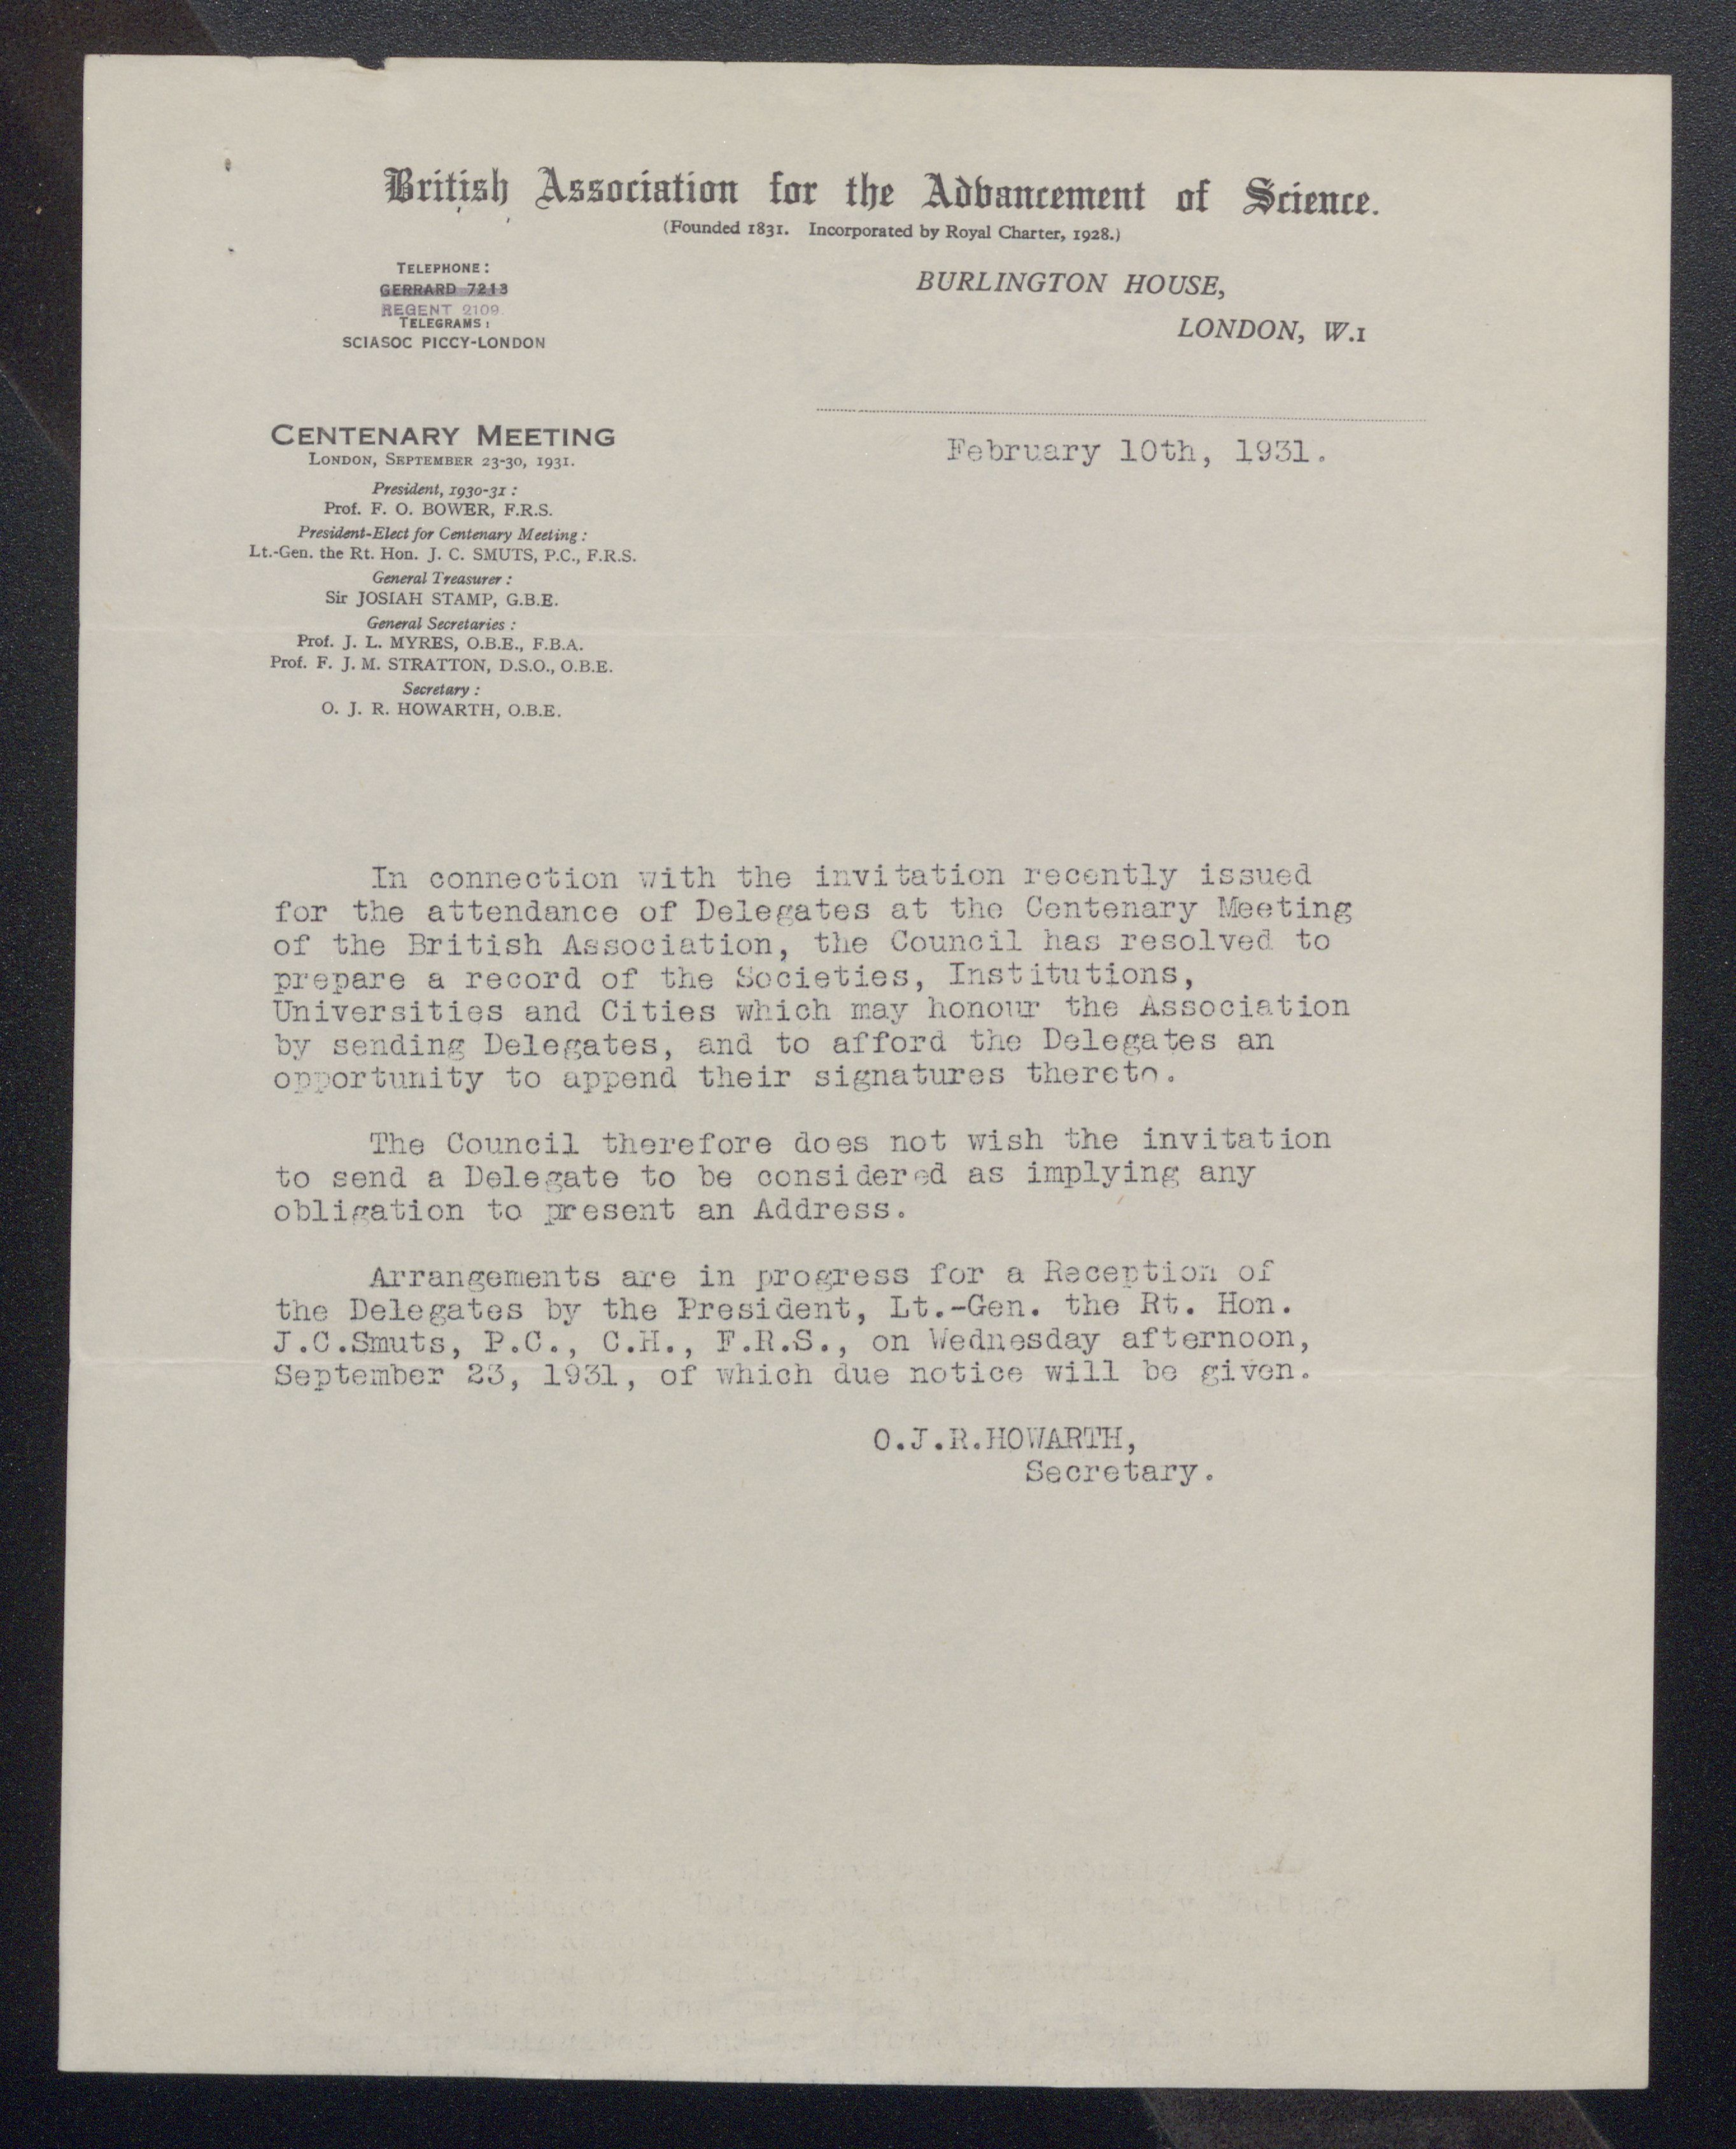 British Association for the Advancement of Science.
(Founded 1831. Incorporated by Royal Charter, 1928.)
TELEPHONE:
GERRARD 7213
REGENT 2109.
TELEGRAMS:
SCIASOC PICCY-LONDON
BURLINGTON HOUSE,
LONDON, W.1
CENTENARY MEETING
LONDON, SEPTEMBER 23-30, 1931.
President, 1930-31:
Prof. F. O. BOWER, F.R.S.
President-Elect for Centenary Meeting:
Lt.-Gen. the Rt. Hon. J. C. SMUTS, P.C., F.R.S.
General Treasurer:
Sir JOSIAH STAMP, G.B.E.
General Secretaries:
Prof. J. L. MYRES, O.B.E., F.B.A.
Prof. F. J. M. STRATTON, D.S.O., O.B.E.
Secretary:
O. J. R. HOWARTH, O.B.E.
February 10th, 1931.
In connection with the invitation recently issued
for the attendance of Delegates at the Centenary Meeting
of the British Association, the Council has resolved to
prepare a record of the Societies, Institutions,
Universities and Cities which may honour the Association
by sending Delegates, and to afford the Delegates an
opportunity to append their signatures thereto.
The Council therefore does not wish the invitation
to send a Delegate to be considered as implying any
obligation to present an Address.
Arrangements are in progress for a Reception of
the Delegates by the President, Lt.-Gen. the Rt. Hon.
J.C.Smuts, P.C., C.H., F.R.S., on Wednesday afternoon,
September 23, 1931, of which due notice will be given.
O.J.R.HOWARTH,
Secretary.